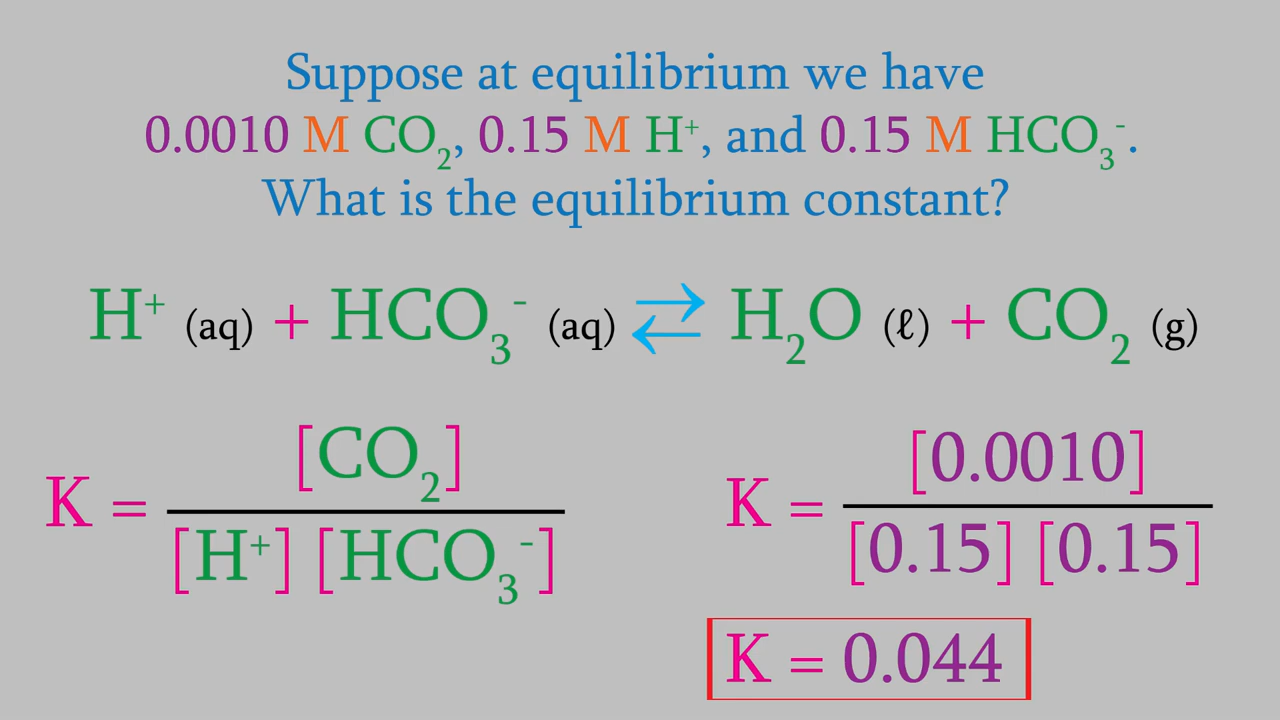 Suppose at equilibrium we have
0.0010 M CO₂, 0.15 M H⁺, and 0.15 M HCO₃⁻.
What is the equilibrium constant?
H⁺ (aq) + HCO₃⁻ (aq) ⇄ H₂O (ℓ) + CO₂ (g)
K = [CO₂] / [H⁺] [HCO₃⁻]
K = [0.0010] / [0.15] [0.15]
K = 0.044